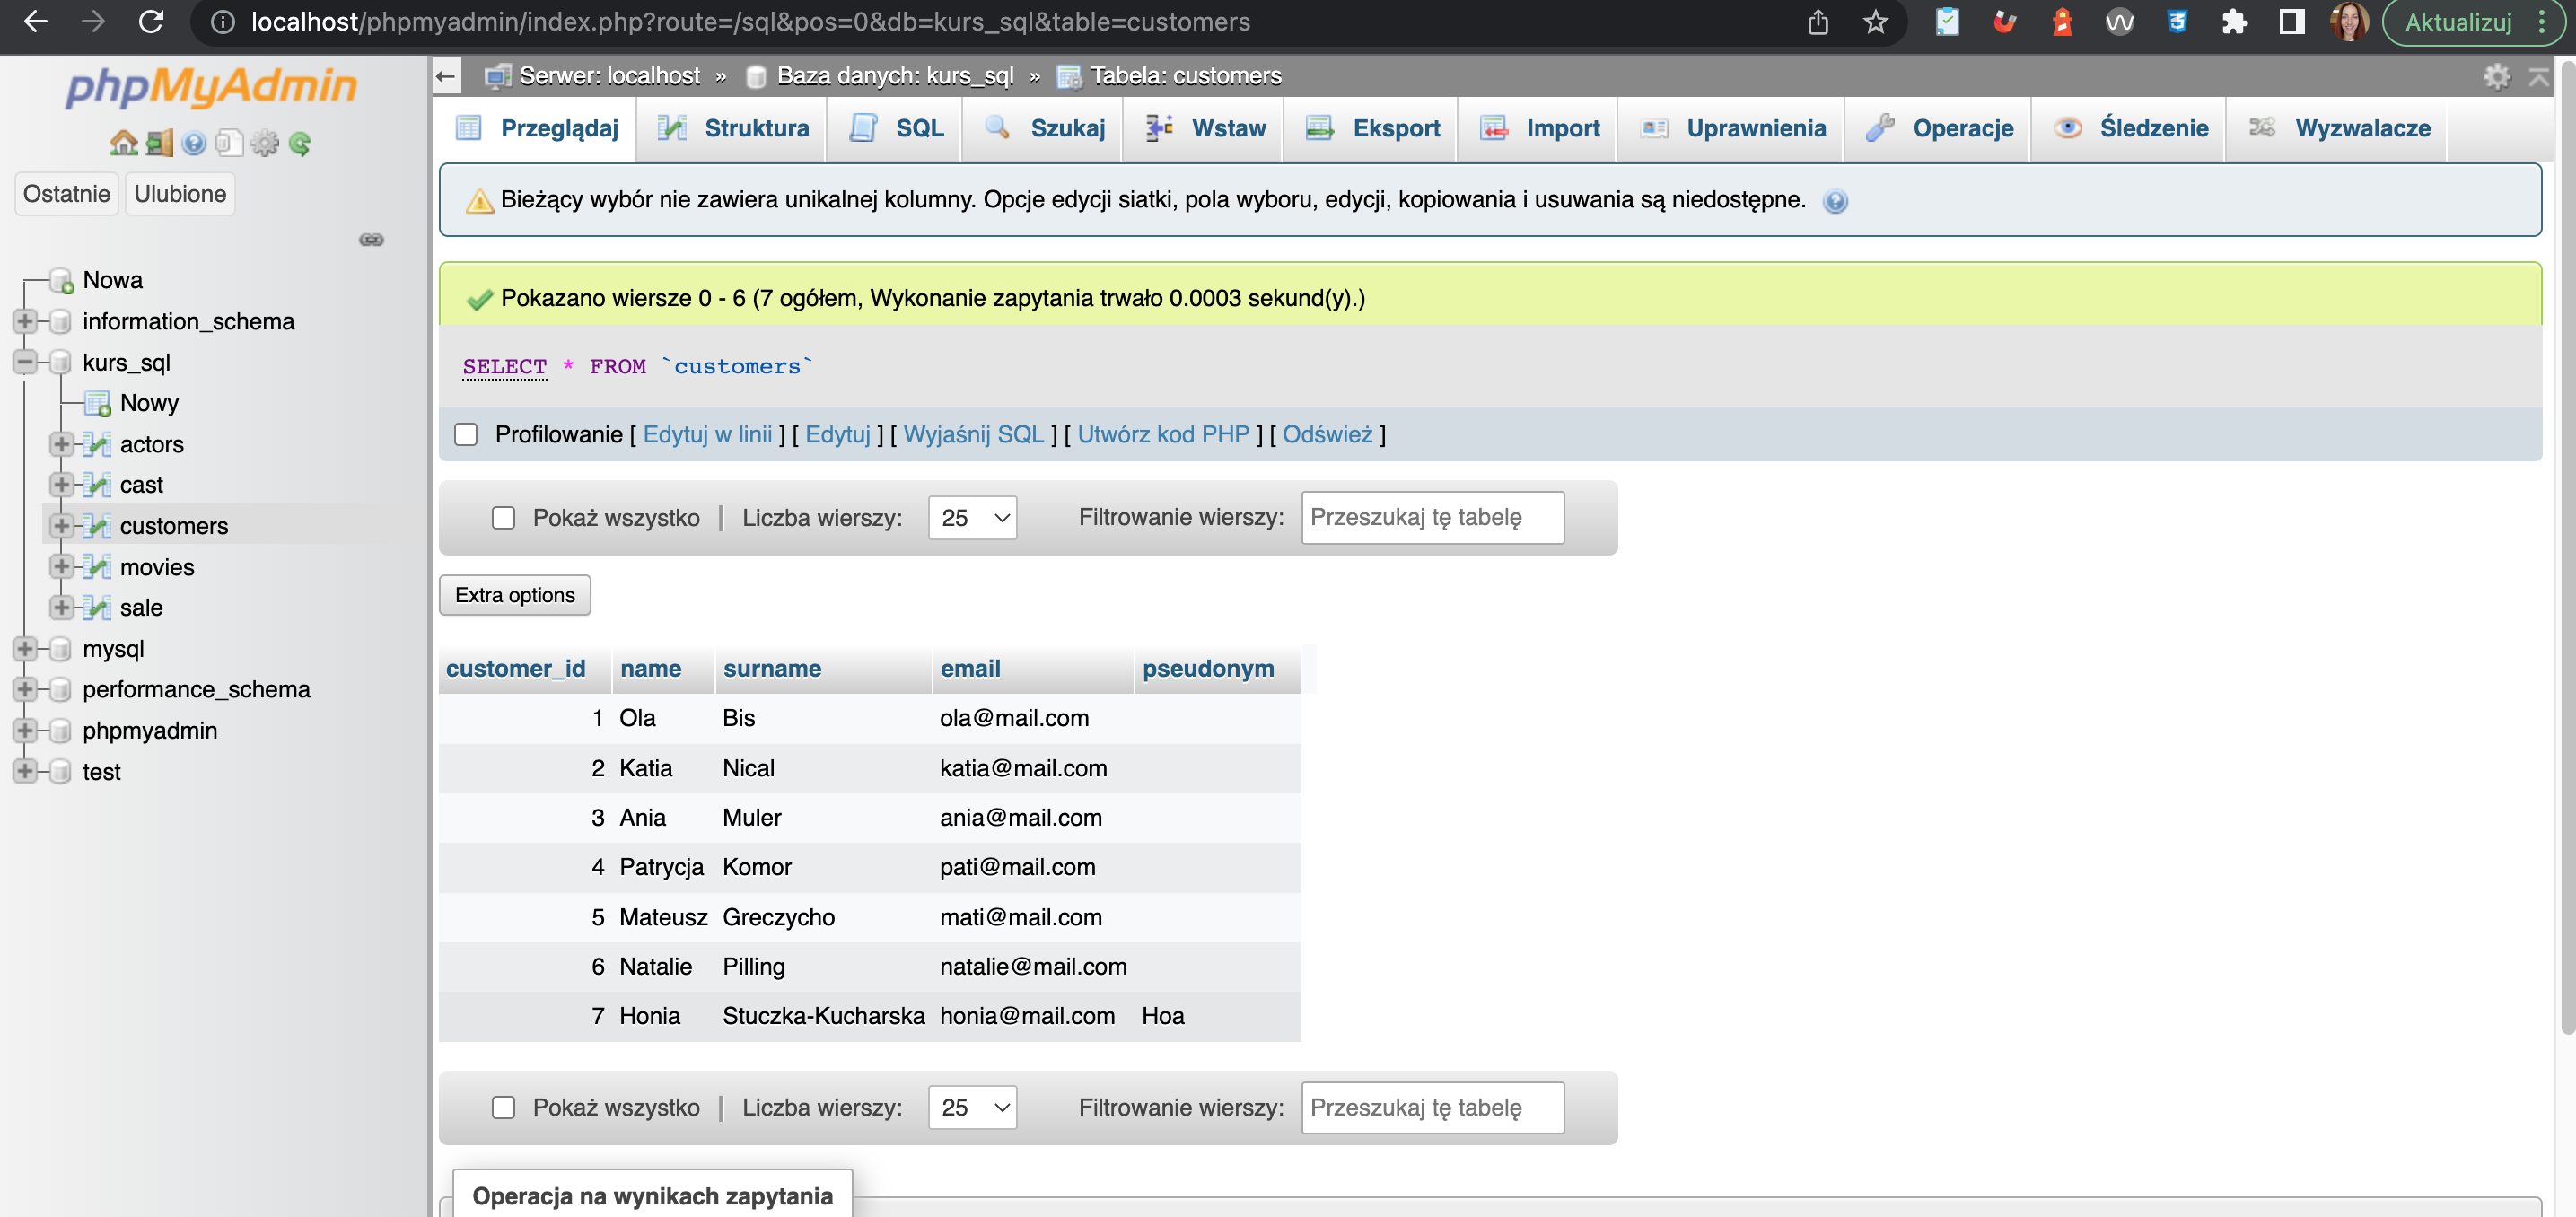 localhost/phpmyadmin/index.php?route=/sql&pos=0&db=kurs_sql&table=customers
Aktualizuj
phpMyAdmin
Ostatnie Ulubione
Nowa
information_schema
kurs_sql
Nowy
actors
cast
customers
movies
sale
mysql
performance_schema
phpmyadmin
test
Serwer: localhost » Baza danych: kurs_sql » Tabela: customers
Przeglądaj Struktura SQL Szukaj Wstaw Eksport Import Uprawnienia Operacje Śledzenie Wyzwalacze
Bieżący wybór nie zawiera unikalnej kolumny. Opcje edycji siatki, pola wyboru, edycji, kopiowania i usuwania są niedostępne.
Pokazano wiersze 0 - 6 (7 ogółem, Wykonanie zapytania trwało 0.0003 sekund(y).)
SELECT * FROM `customers`
Profilowanie [ Edytuj w linii ] [ Edytuj ] [ Wyjaśnij SQL ] [ Utwórz kod PHP ] [ Odśwież ]
Pokaż wszystko | Liczba wierszy: 25 Filtrowanie wierszy: Przeszukaj tę tabelę
Extra options
customer_id name surname email pseudonym
1 Ola Bis ola@mail.com
2 Katia Nical katia@mail.com
3 Ania Muler ania@mail.com
4 Patrycja Komor pati@mail.com
5 Mateusz Greczycho mati@mail.com
6 Natalie Pilling natalie@mail.com
7 Honia Stuczka-Kucharska honia@mail.com Hoa
Pokaż wszystko | Liczba wierszy: 25 Filtrowanie wierszy: Przeszukaj tę tabelę
Operacja na wynikach zapytania